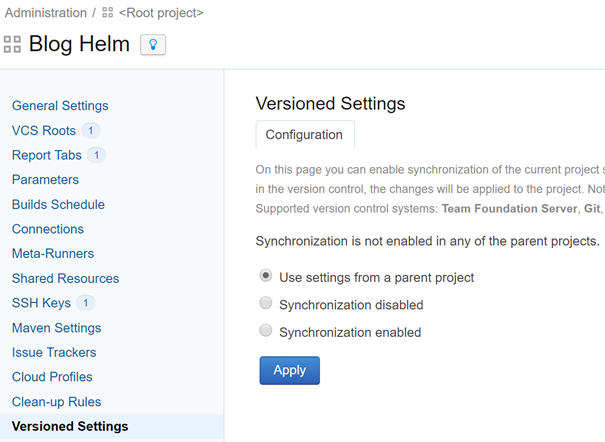 Administration / <Root project>
Blog Helm
General Settings
VCS Roots 1
Report Tabs 1
Parameters
Builds Schedule
Connections
Meta-Runners
Shared Resources
SSH Keys 1
Maven Settings
Issue Trackers
Cloud Profiles
Clean-up Rules
Versioned Settings
Versioned Settings
Configuration
On this page you can enable synchronization of the current project s
in the version control, the changes will be applied to the project. Not
Supported version control systems: Team Foundation Server, Git,
Synchronization is not enabled in any of the parent projects.
Use settings from a parent project
Synchronization disabled
Synchronization enabled
Apply